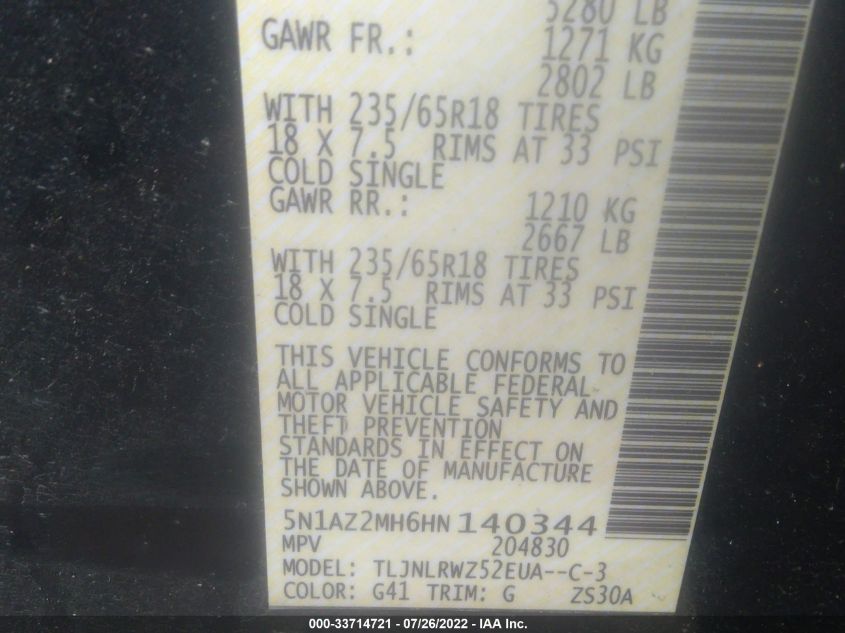 5280 LB
GAWR FR.: 1271 KG
2802 LB
WITH 235/65R18 TIRES
18 X 7.5 RIMS AT 33 PSI
COLD SINGLE
GAWR RR.: 1210 KG
2667 LB
WITH 235/65R18 TIRES
18 X 7.5 RIMS AT 33 PSI
COLD SINGLE
THIS VEHICLE CONFORMS TO
ALL APPLICABLE FEDERAL
MOTOR VEHICLE SAFETY AND
THEFT PREVENTION
STANDARDS IN EFFECT ON
THE DATE OF MANUFACTURE
SHOWN ABOVE.
5N1AZ2MH6HN 140344
MPV 204830
MODEL: TLJNLRWZ52EUA--C-3
COLOR: G41 TRIM: G ZS30A
000-33714721 - 07/26/2022 - IAA Inc.